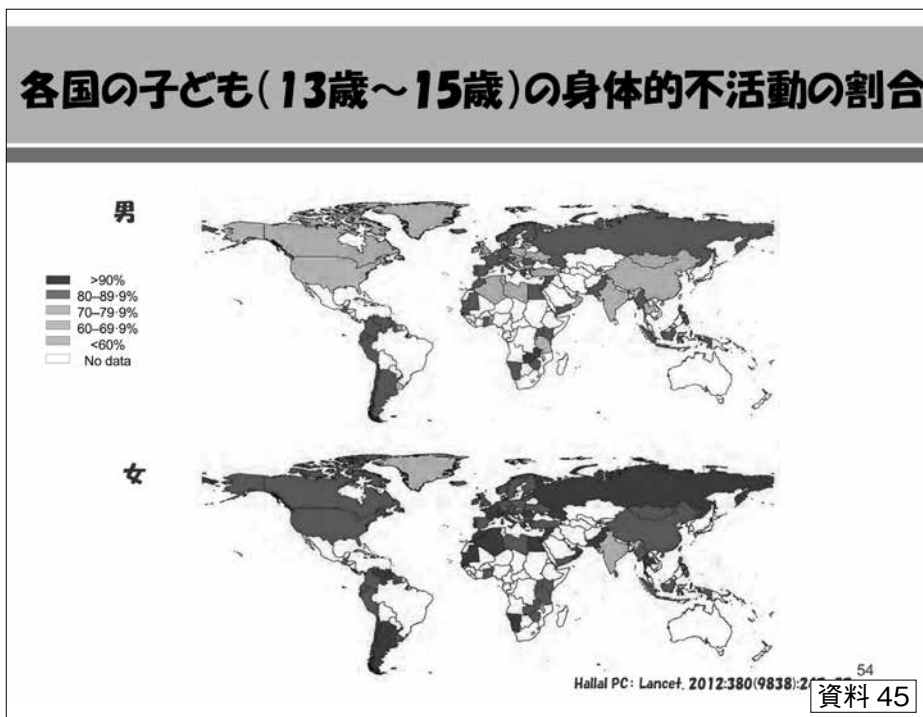 各国の子ども(13歳～15歳)の身体的不活動の割合
男
>90%
80–89·9%
70–79·9%
60–69·9%
<60%
No data
女
54
Hallal PC: Lancet. 2012:380(9838):
資料 45